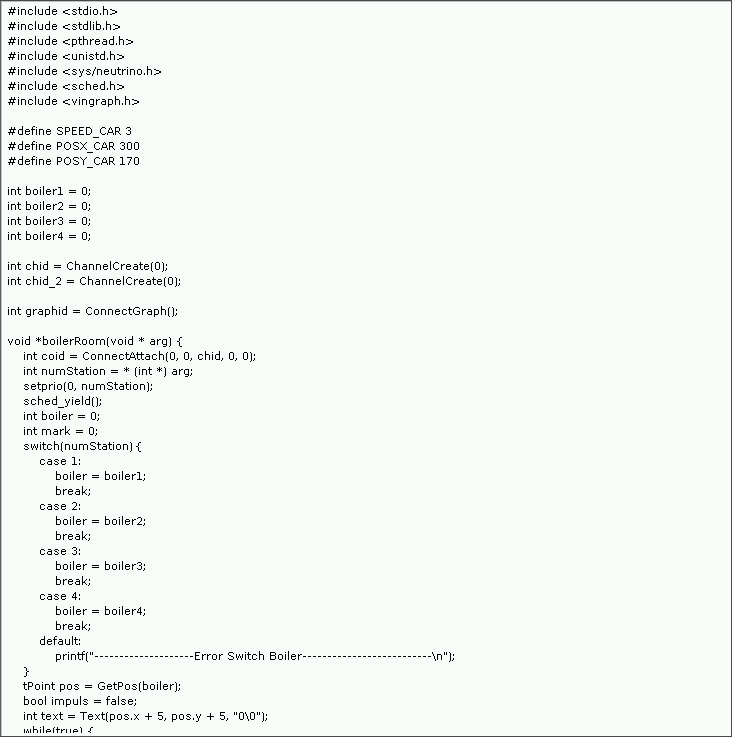 #include <stdio.h>
#include <stdlib.h>
#include <pthread.h>
#include <unistd.h>
#include <sys/neutrino.h>
#include <sched.h>
#include <vingraph.h>

#define SPEED_CAR 3
#define POSX_CAR 300
#define POSY_CAR 170

int boiler1 = 0;
int boiler2 = 0;
int boiler3 = 0;
int boiler4 = 0;

int chid = ChannelCreate(0);
int chid_2 = ChannelCreate(0);

int graphid = ConnectGraph();

void *boilerRoom(void * arg) {
    int coid = ConnectAttach(0, 0, chid, 0, 0);
    int numStation = * (int *) arg;
    setprio(0, numStation);
    sched_yield();
    int boiler = 0;
    int mark = 0;
    switch(numStation) {
        case 1:
            boiler = boiler1;
            break;
        case 2:
            boiler = boiler2;
            break;
        case 3:
            boiler = boiler3;
            break;
        case 4:
            boiler = boiler4;
            break;
        default:
            printf("--------------------Error Switch Boiler--------------------------\n");
    }
    tPoint pos = GetPos(boiler);
    bool impuls = false;
    int text = Text(pos.x + 5, pos.y + 5, "0\0");
    while(true) {